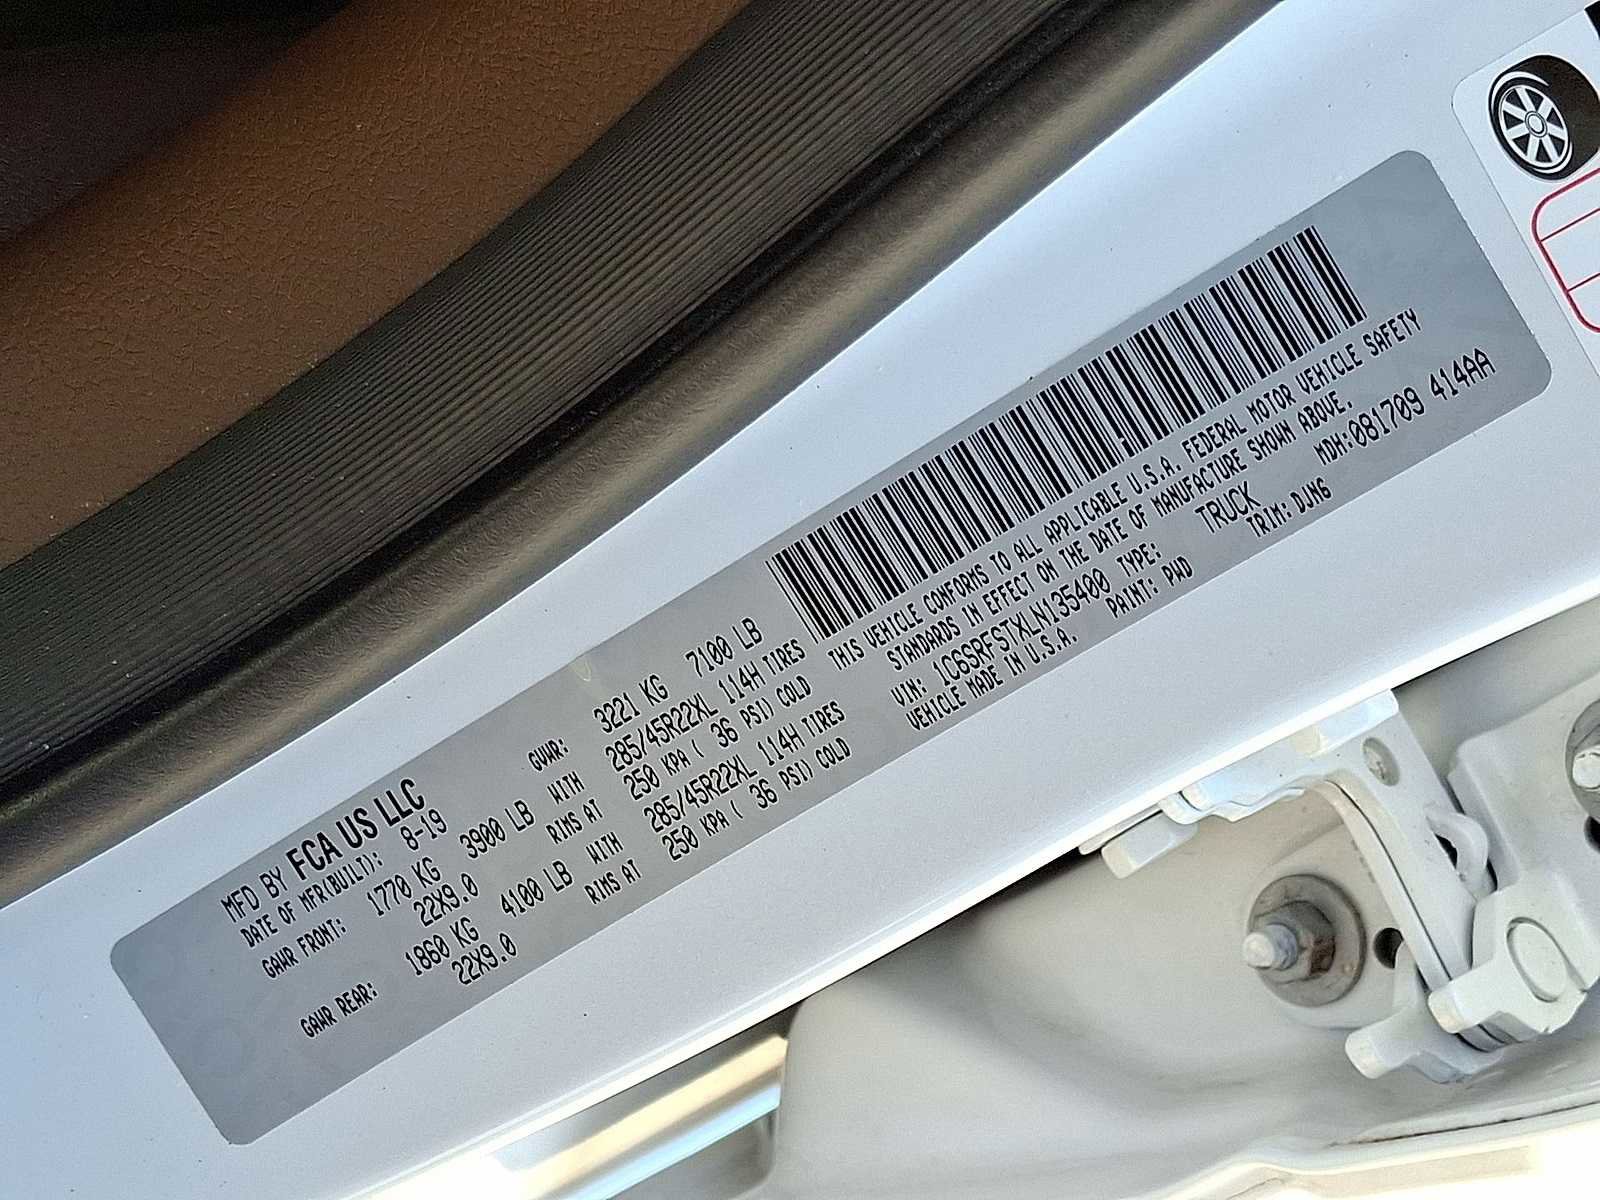 MFD BY FCA US LLC
DATE OF MFR(BUILT): 8-19 GVWR: 3221 KG 7100 LB
GAWR FRONT: 1770 KG 3900 LB WITH 285/45R22XL 114H TIRES
22X9.0 RIMS AT 250 KPA ( 36 PSI) COLD
GAWR REAR: 1860 KG 4100 LB WITH 285/45R22XL 114H TIRES
22X9.0 RIMS AT 250 KPA ( 36 PSI) COLD
THIS VEHICLE CONFORMS TO ALL APPLICABLE U.S.A. FEDERAL MOTOR VEHICLE SAFETY
STANDARDS IN EFFECT ON THE DATE OF MANUFACTURE SHOWN ABOVE.
VIN: 1C6SRFSTXLN135400 TYPE: TRUCK MDH:081709 414AA
VEHICLE MADE IN U.S.A. PAINT: PWD TRIM: DJM6